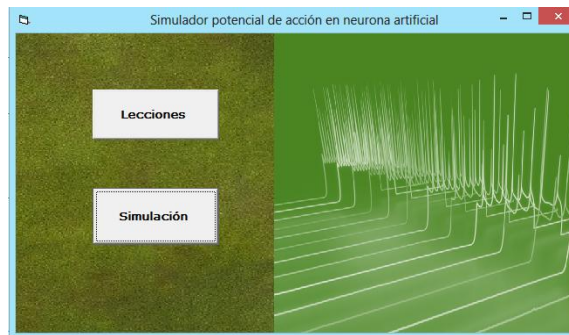 Simulador potencial de acción en neurona artificial
Lecciones
Simulación